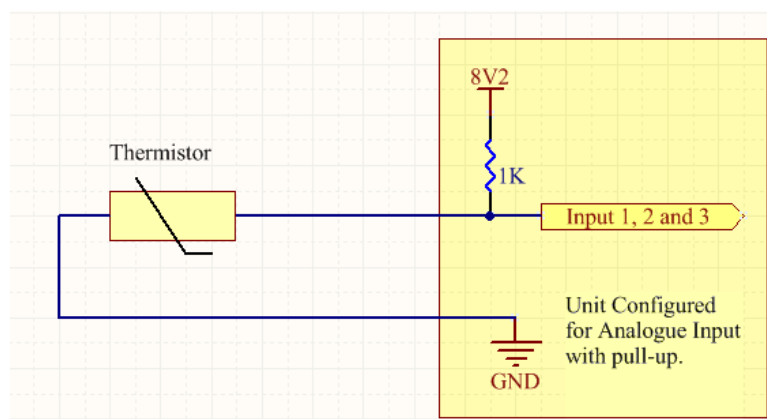 8V2
Thermistor
1K
Input 1, 2 and 3
Unit Configured
for Analogue Input
with pull-up.
GND